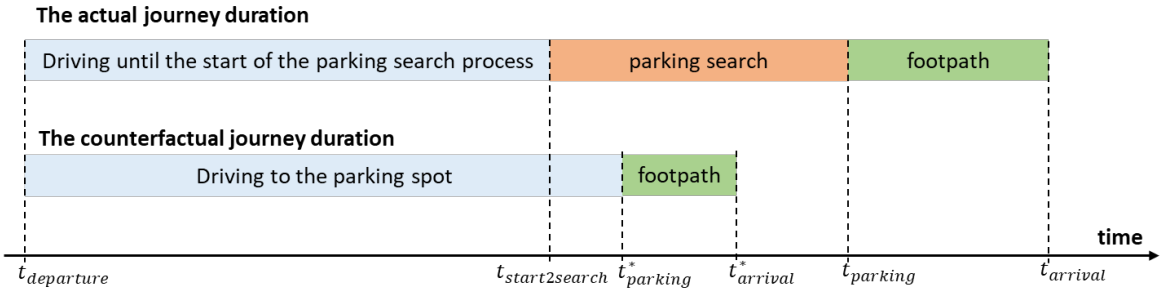 The actual journey duration
Driving until the start of the parking search process parking search footpath
The counterfactual journey duration
Driving to the parking spot footpath
time
t_departure t_start2search t*_parking t*_arrival t_parking t_arrival